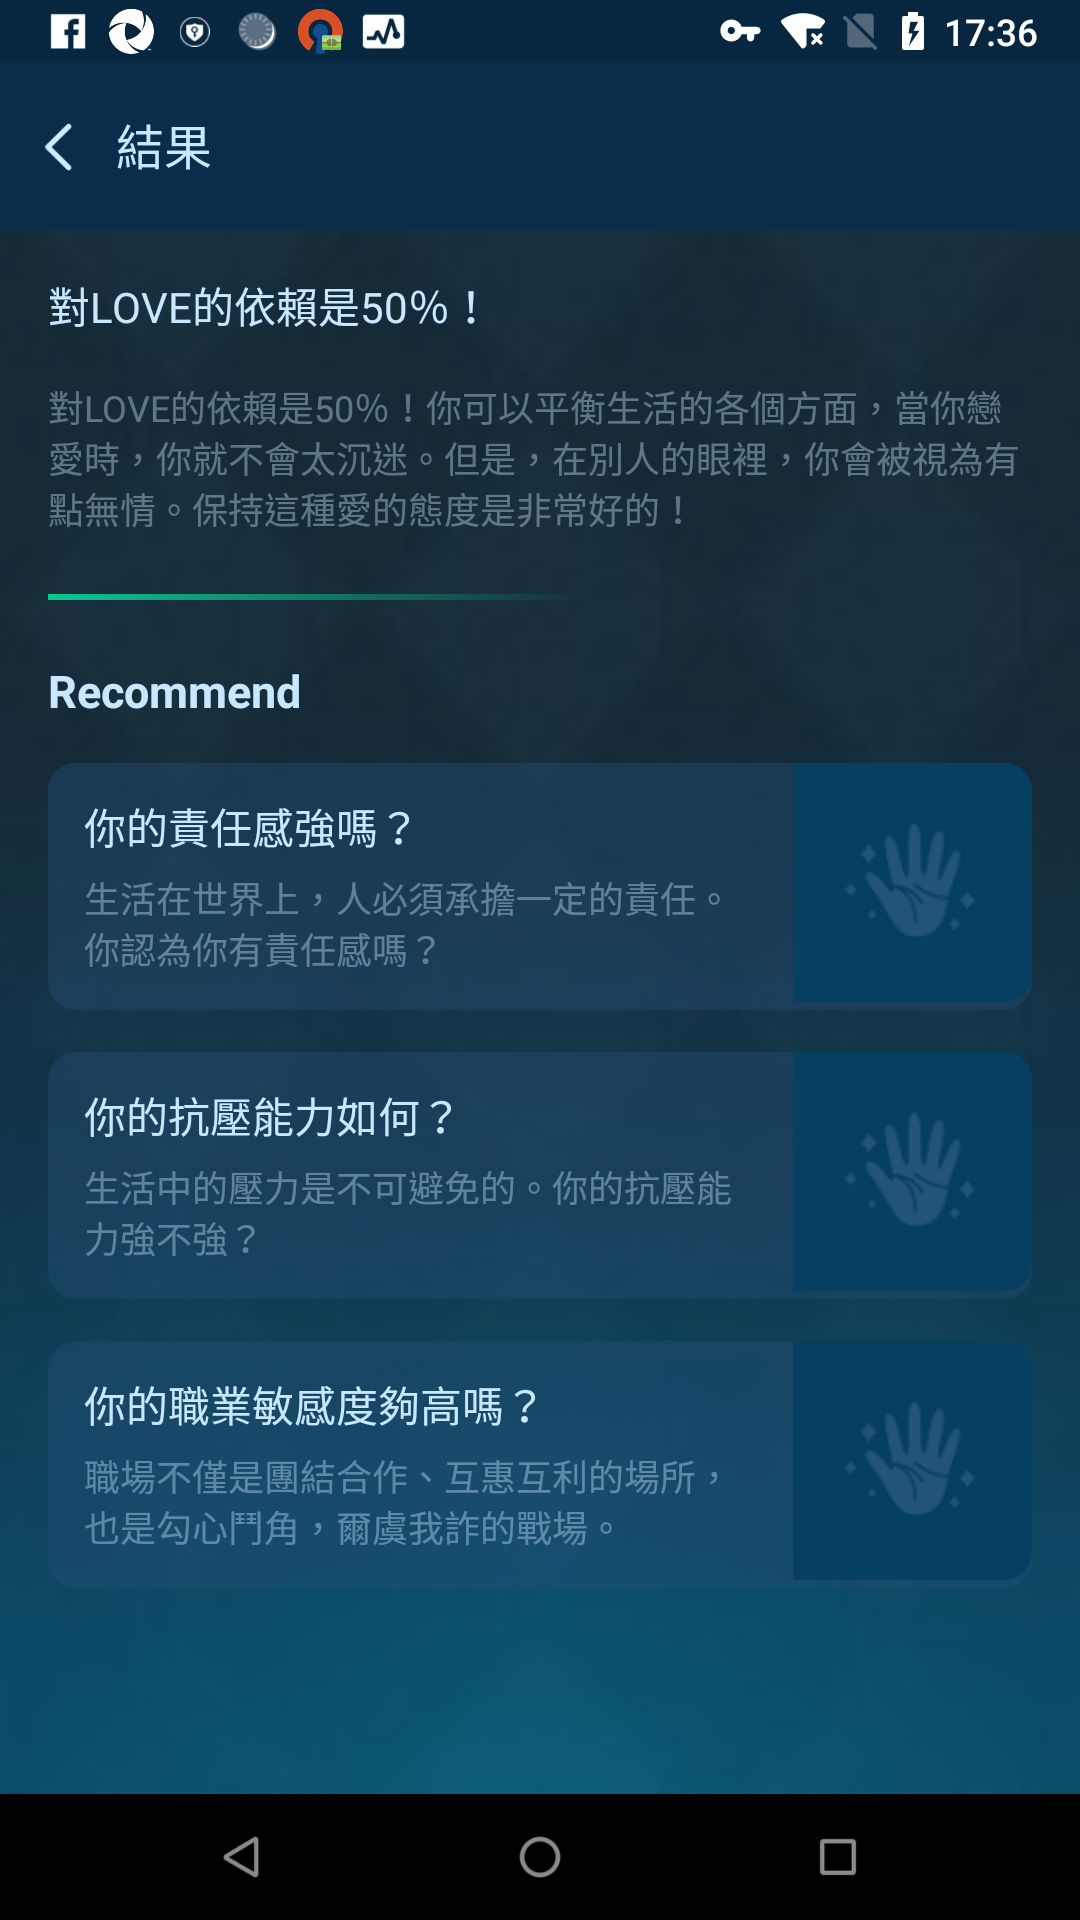 17:36
結果
對LOVE的依賴是50%！
對LOVE的依賴是50%！你可以平衡生活的各個方面，當你戀
愛時，你就不會太沉迷。但是，在別人的眼裡，你會被視為有
點無情。保持這種愛的態度是非常好的！
Recommend
你的責任感強嗎？
生活在世界上，人必須承擔一定的責任。
你認為你有責任感嗎？
你的抗壓能力如何？
生活中的壓力是不可避免的。你的抗壓能
力強不強？
你的職業敏感度夠高嗎？
職場不僅是團結合作、互惠互利的場所，
也是勾心鬥角，爾虞我詐的戰場。